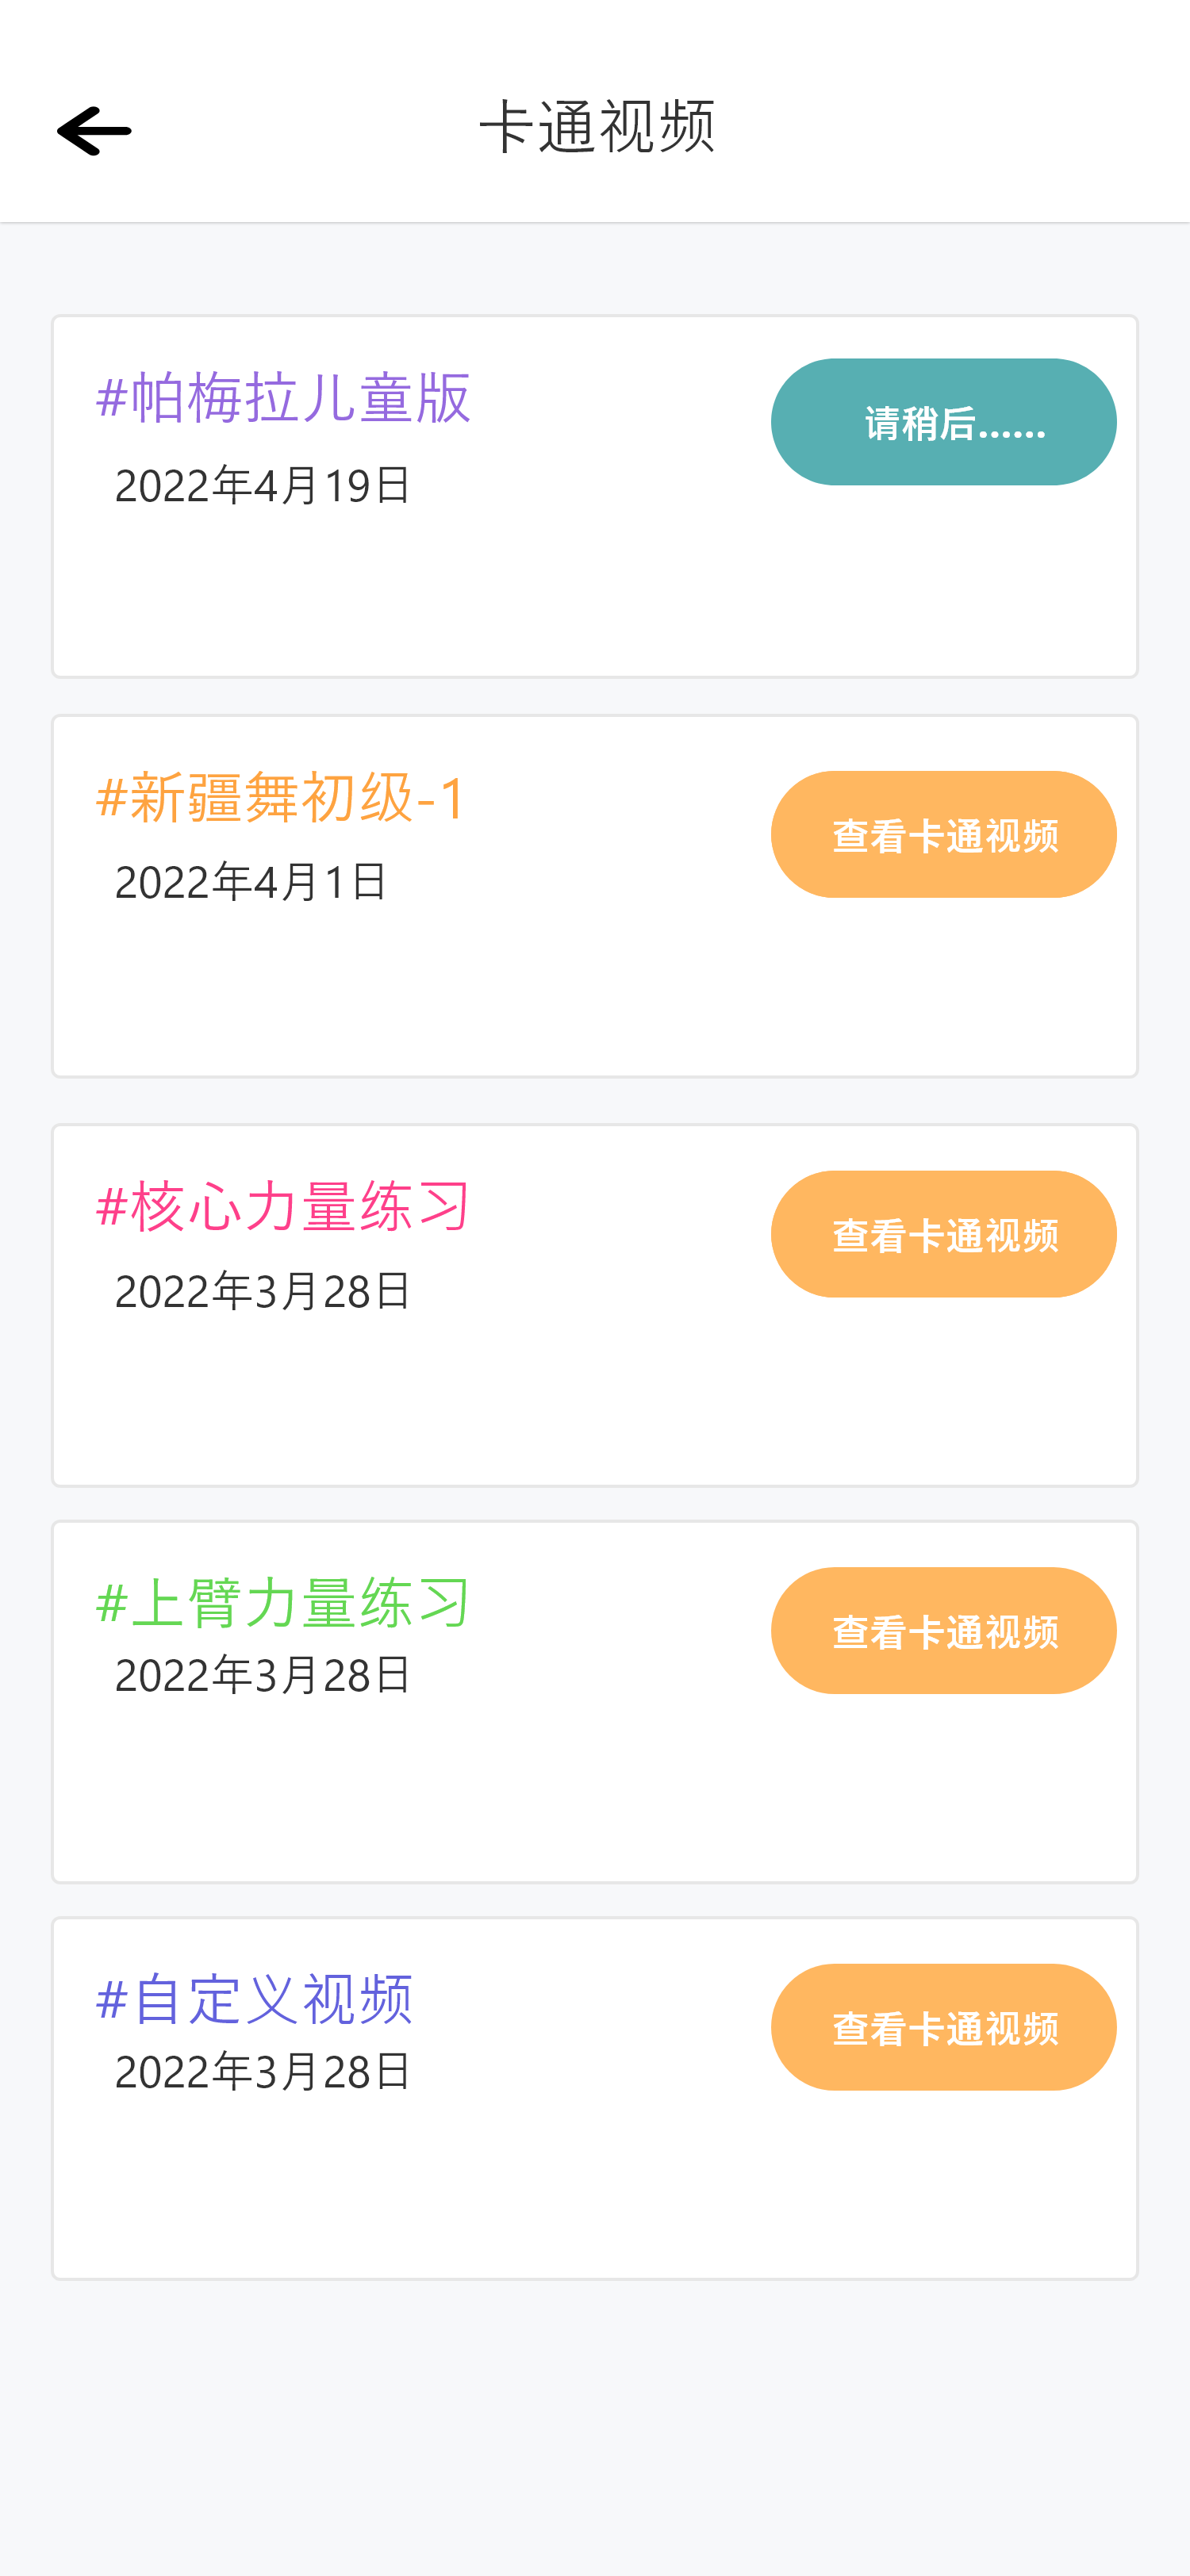 卡通视频
#帕梅拉儿童版
请稍后......
2022年4月19日
#新疆舞初级-1
查看卡通视频
2022年4月1日
#核心力量练习
查看卡通视频
2022年3月28日
#上臂力量练习
查看卡通视频
2022年3月28日
#自定义视频
查看卡通视频
2022年3月28日